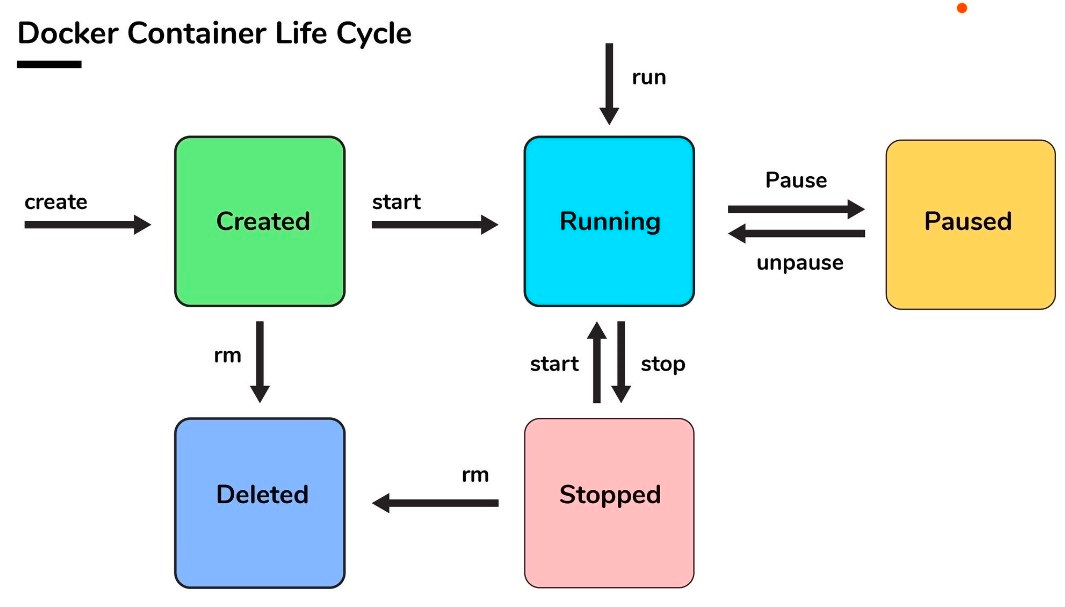 Docker Container Life Cycle
run
create
Created
start
Running
Pause
unpause
Paused
rm
start
stop
Deleted
rm
Stopped